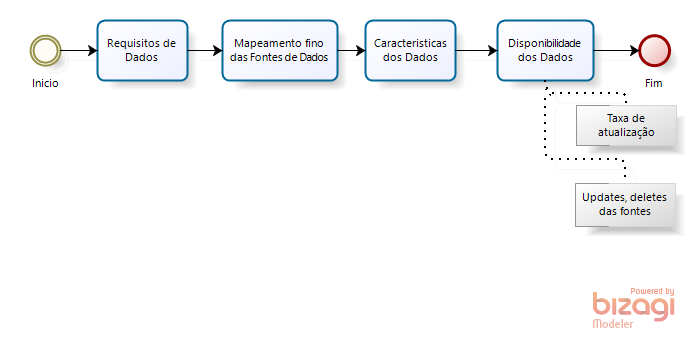 Requisitos de
Dados
Mapeamento fino
das Fontes de Dados
Caracteristicas
dos Dados
Disponibilidade
dos Dados
Inicio
Fim
Taxa de
atualização
Updates, deletes
das fontes
Powered by
bizagi
Modeler